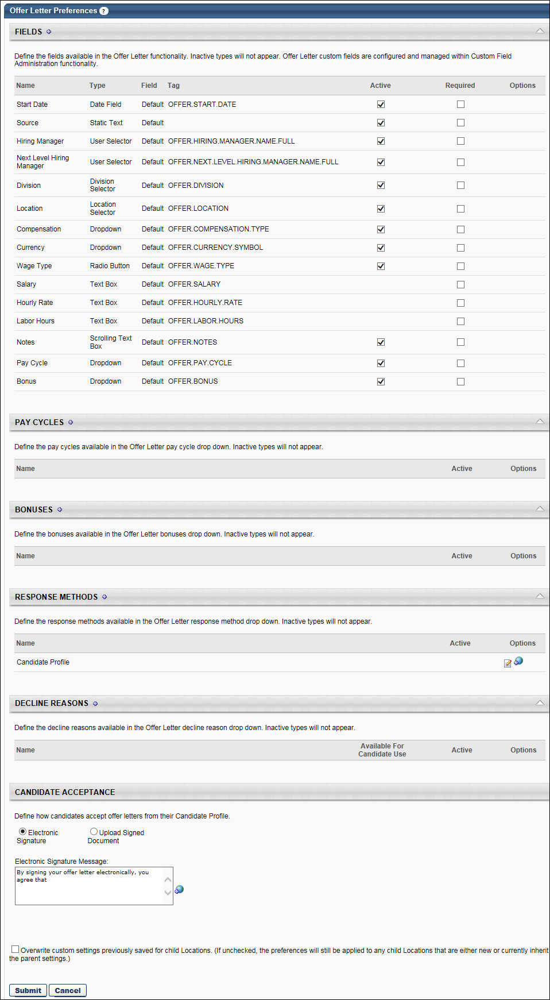 Offer Letter Preferences ?
FIELDS
Define the fields available in the Offer Letter functionality. Inactive types will not appear. Offer Letter custom fields are configured and managed within Custom Field
Administration functionality.
Name Type Field Tag Active Required Options
Start Date Date Field Default OFFER.START.DATE
Source Static Text Default
Hiring Manager User Selector Default OFFER.HIRING.MANAGER.NAME.FULL
Next Level Hiring
Manager User Selector Default OFFER.NEXT.LEVEL.HIRING.MANAGER.NAME.FULL
Division Division
Selector Default OFFER.DIVISION
Location Location
Selector Default OFFER.LOCATION
Compensation Dropdown Default OFFER.COMPENSATION.TYPE
Currency Dropdown Default OFFER.CURRENCY.SYMBOL
Wage Type Radio Button Default OFFER.WAGE.TYPE
Salary Text Box Default OFFER.SALARY
Hourly Rate Text Box Default OFFER.HOURLY.RATE
Labor Hours Text Box Default OFFER.LABOR.HOURS
Notes Scrolling Text
Box Default OFFER.NOTES
Pay Cycle Dropdown Default OFFER.PAY.CYCLE
Bonus Dropdown Default OFFER.BONUS
PAY CYCLES
Define the pay cycles available in the Offer Letter pay cycle drop down. Inactive types will not appear.
Name Active Options
BONUSES
Define the bonuses available in the Offer Letter bonuses drop down. Inactive types will not appear.
Name Active Options
RESPONSE METHODS
Define the response methods available in the Offer Letter response method drop down. Inactive types will not appear.
Name Active Options
Candidate Profile
DECLINE REASONS
Define the decline reasons available in the Offer Letter decline reason drop down. Inactive types will not appear.
Name Available For
Candidate Use Active Options
CANDIDATE ACCEPTANCE
Define how candidates accept offer letters from their Candidate Profile.
Electronic
Signature
Upload Signed
Document
Electronic Signature Message:
By signing your offer letter electronically, you
agree that
Overwrite custom settings previously saved for child Locations. (If unchecked, the preferences will still be applied to any child Locations that are either new or currently inherit
the parent settings.)
Submit Cancel